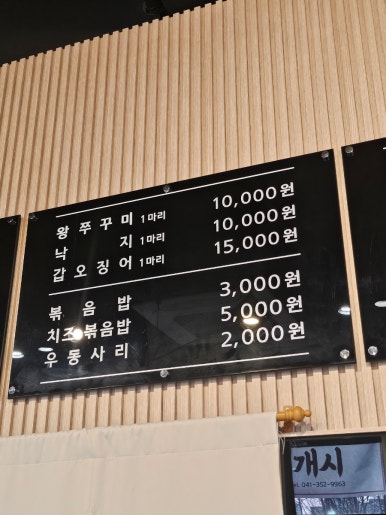 왕쭈꾸미 1마리 10,000원
낙지 1마리 10,000원
갑오징어 1마리 15,000원
볶음밥 3,000원
치즈볶음밥 5,000원
우동사리 2,000원
개시
041-352-9963